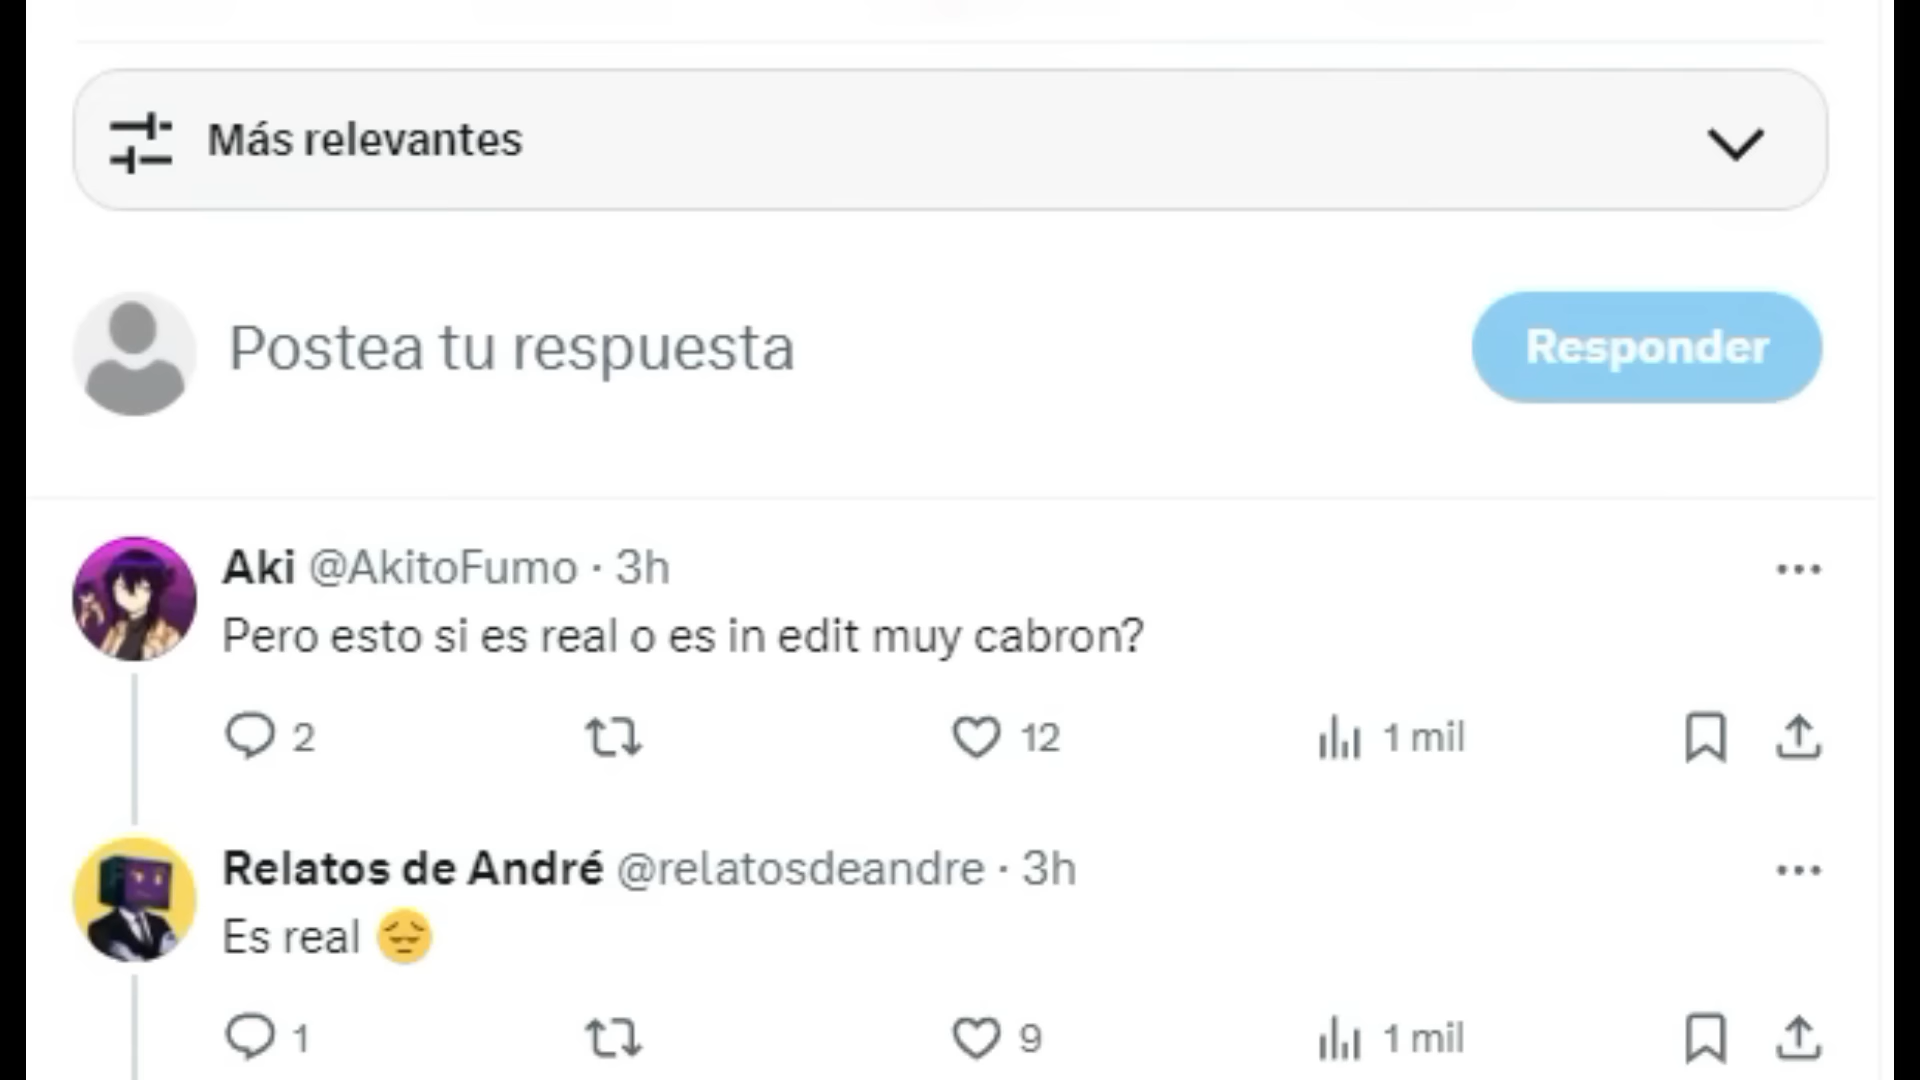 Más relevantes
Postea tu respuesta
Responder
Aki @AkitoFumo · 3h
Pero esto si es real o es in edit muy cabron?
2 12 1 mil
Relatos de André @relatosdeandre · 3h
Es real 😔
1 9 1 mil